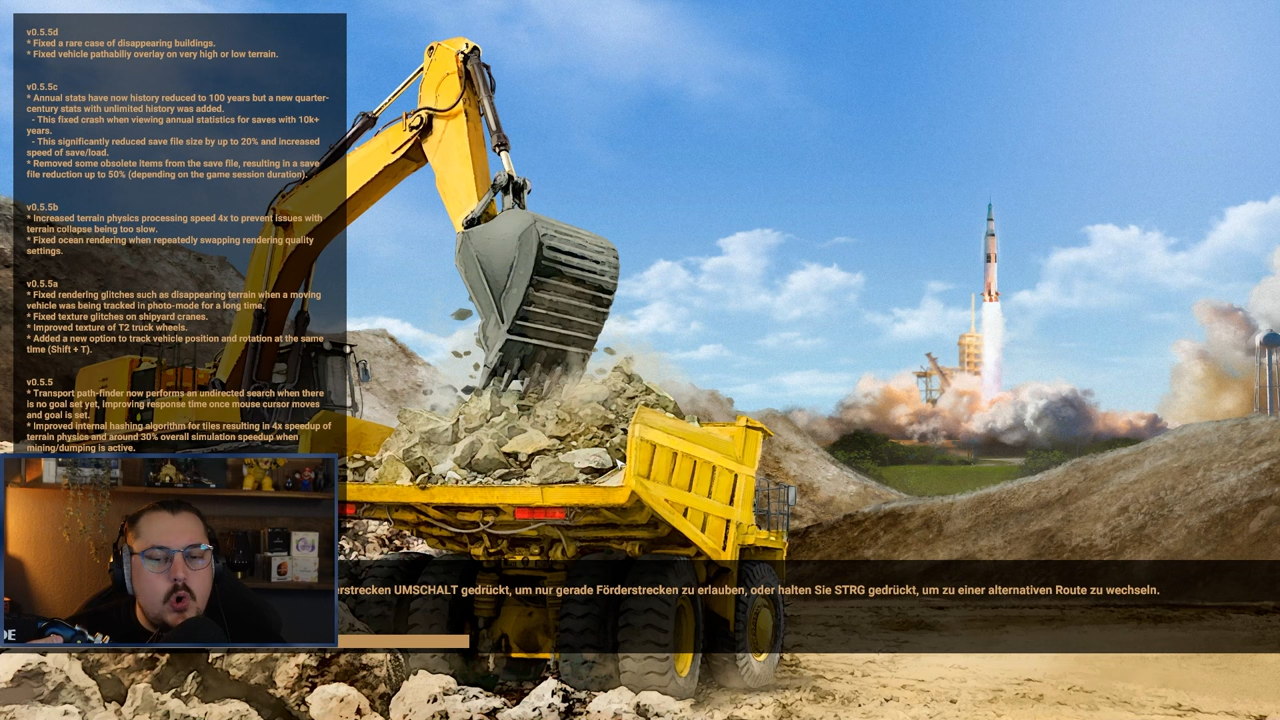 v0.5.5d
* Fixed a rare case of disappearing buildings.
* Fixed vehicle pathabiliy overlay on very high or low terrain.
v0.5.5c
* Annual stats have now history reduced to 100 years but a new quarter-
century stats with unlimited history was added.
- This fixed crash when viewing annual statistics for saves with 10k+
years.
- This significantly reduced save file size by up to 20% and increased
speed of save/load.
* Removed some obsolete items from the save file, resulting in a save
file reduction up to 50% (depending on the game session duration).
v0.5.5b
* Increased terrain physics processing speed 4x to prevent issues with
terrain collapse being too slow.
* Fixed ocean rendering when repeatedly swapping rendering quality
settings.
v0.5.5a
* Fixed rendering glitches such as disappearing terrain when a moving
vehicle was being tracked in photo-mode for a long time.
* Fixed texture glitches on shipyard cranes.
* Improved texture of T2 truck wheels.
* Added a new option to track vehicle position and rotation at the same
time (Shift + T).
v0.5.5
* Transport path-finder now performs an undirected search when there
is no goal set yet, improving response time once mouse cursor moves
and goal is set.
* Improved internal hashing algorithm for tiles resulting in 4x speedup of
terrain physics and around 30% overall simulation speedup when
mining/dumping is active.
erstrecken UMSCHALT gedrückt, um nur gerade Förderstrecken zu erlauben, oder halten Sie STRG gedrückt, um zu einer alternativen Route zu wechseln.
DE